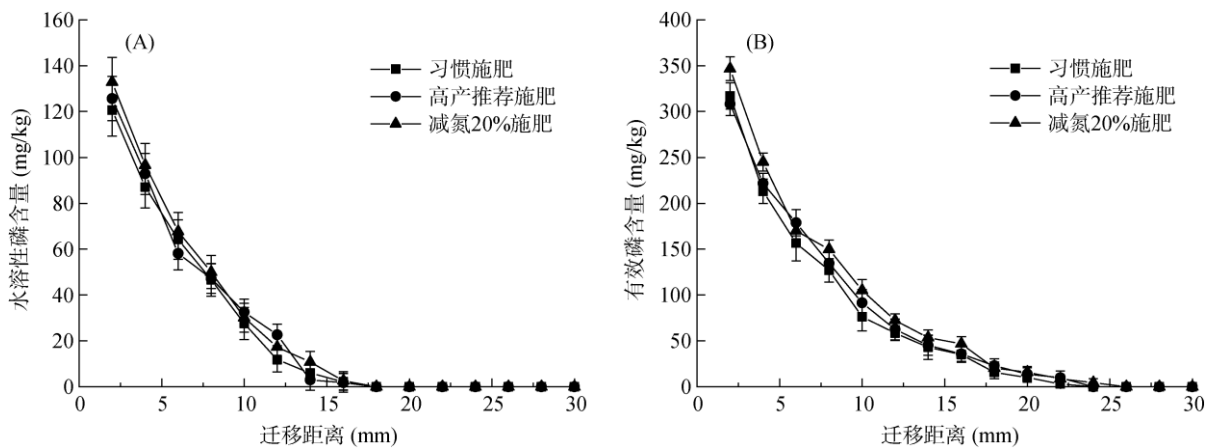 (A)
习惯施肥
高产推荐施肥
减氮20%施肥
水溶性磷含量 (mg/kg)
160
140
120
100
80
60
40
20
0
0 5 10 15 20 25 30
迁移距离 (mm)
(B)
习惯施肥
高产推荐施肥
减氮20%施肥
有效磷含量 (mg/kg)
400
350
300
250
200
150
100
50
0
0 5 10 15 20 25 30
迁移距离 (mm)